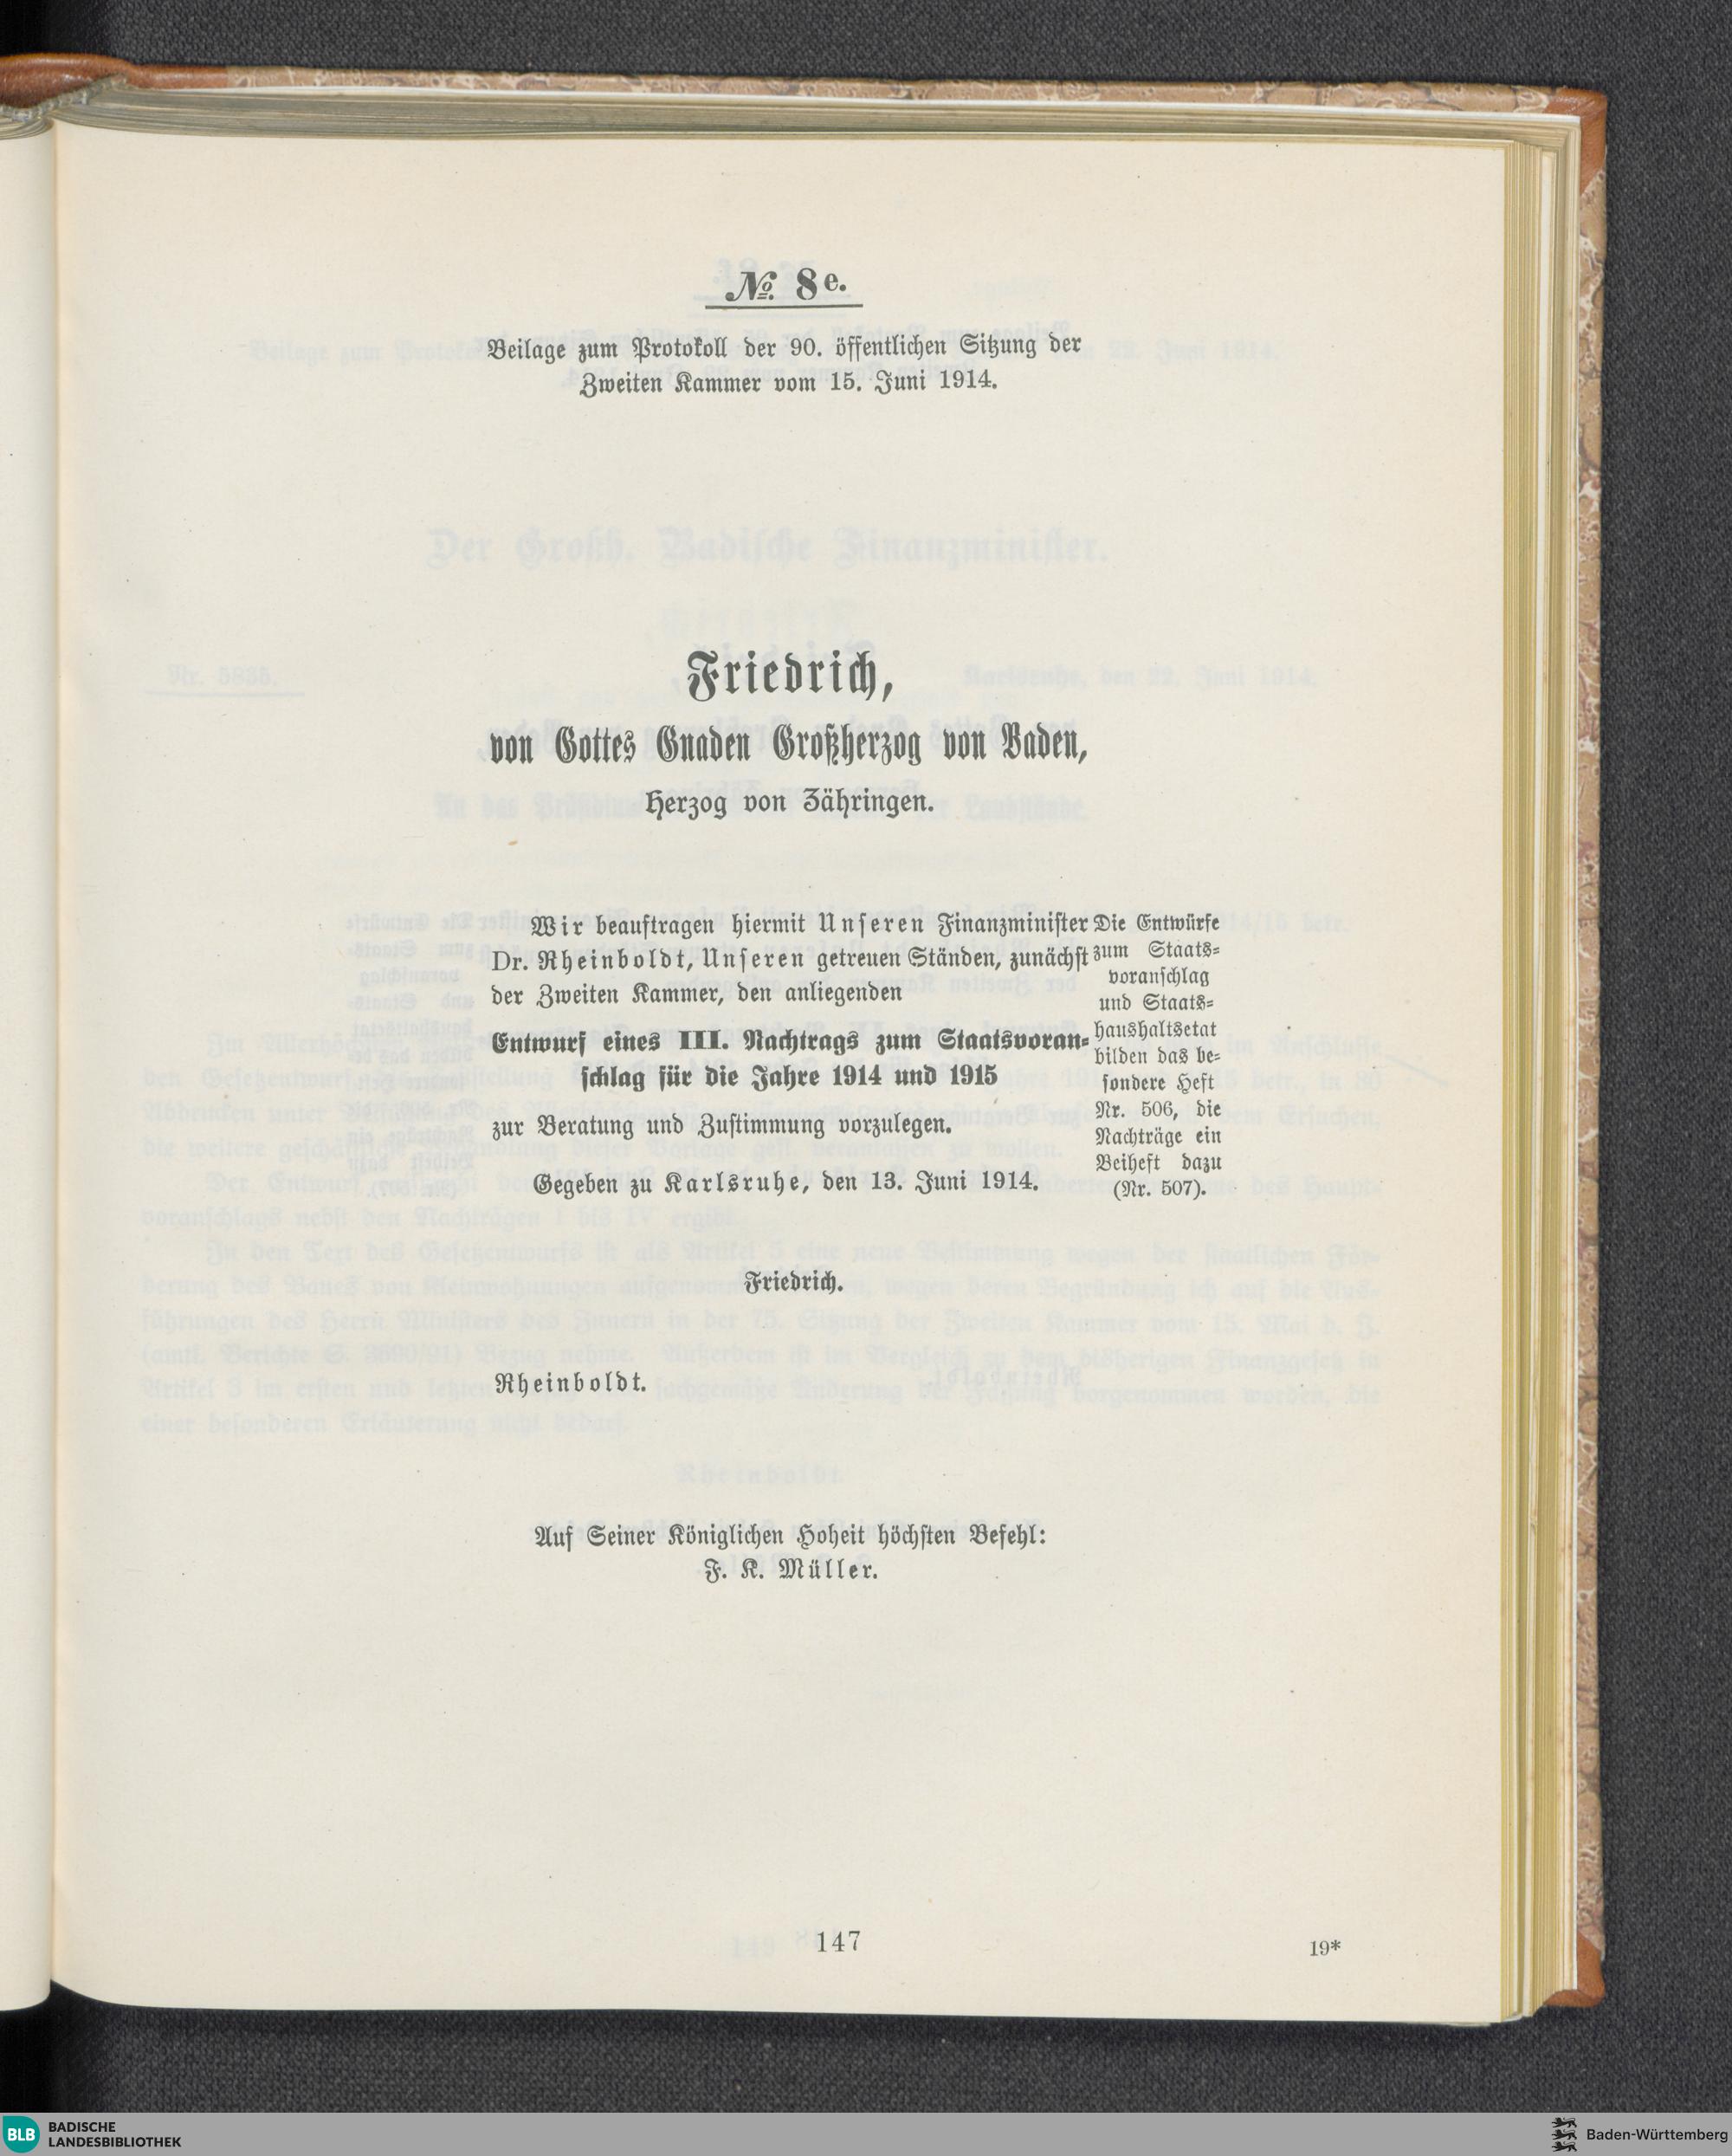 № 8e.
Beilage zum Protokoll der 90. öffentlichen Sitzung der
Zweiten Kammer vom 15. Juni 1914.
Friedrich,
von Gottes Gnaden Großherzog von Baden,
Herzog von Zähringen.
Wir beauftragen hiermit Unseren Finanzminister
Dr. Rheinboldt, Unseren getreuen Ständen, zunächst
der Zweiten Kammer, den anliegenden
Entwurf eines III. Nachtrags zum Staatsvoran-
schlag für die Jahre 1914 und 1915
zur Beratung und Zustimmung vorzulegen.
Gegeben zu Karlsruhe, den 13. Juni 1914.
Die Entwürfe
zum Staats-
voranschlag
und Staats-
haushaltsetat
bilden das be-
sondere Heft
Nr. 506, die
Nachträge ein
Beiheft dazu
(Nr. 507).
Friedrich.
Rheinboldt.
Auf Seiner Königlichen Hoheit höchsten Befehl:
F. K. Müller.
147
19*
BLB
BADISCHE
LANDESBIBLIOTHEK
Baden-Württemberg